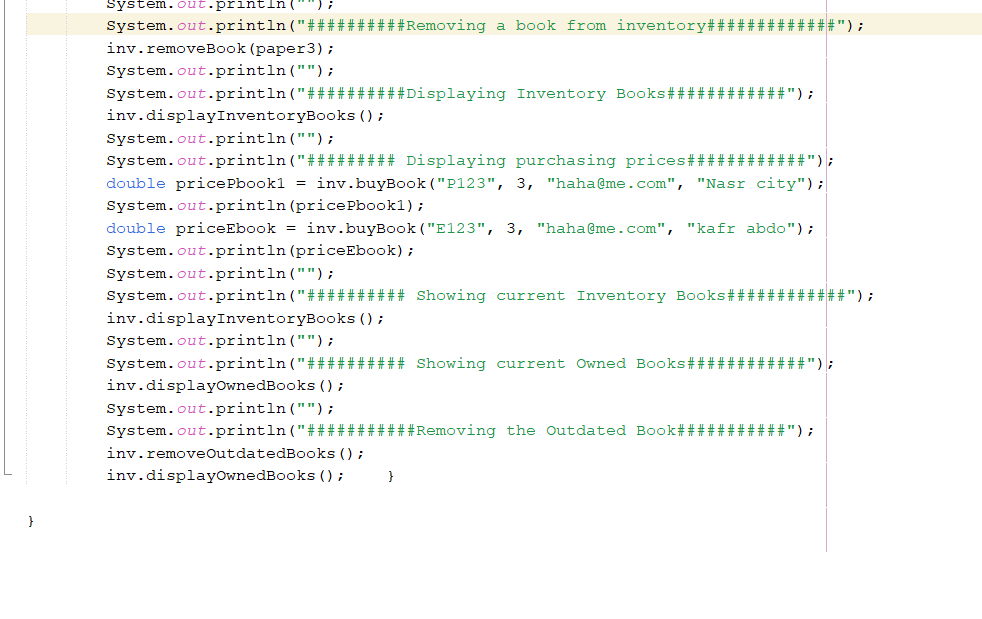 System.out.println("");
System.out.println("##########Removing a book from inventory#############");
inv.removeBook(paper3);
System.out.println("");
System.out.println("##########Displaying Inventory Books############");
inv.displayInventoryBooks();
System.out.println("");
System.out.println("######### Displaying purchasing prices############");
double pricePbook1 = inv.buyBook("P123", 3, "haha@me.com", "Nasr city");
System.out.println(pricePbook1);
double priceEbook = inv.buyBook("E123", 3, "haha@me.com", "kafr abdo");
System.out.println(priceEbook);
System.out.println("");
System.out.println("########## Showing current Inventory Books############");
inv.displayInventoryBooks();
System.out.println("");
System.out.println("########## Showing current Owned Books############");
inv.displayOwnedBooks();
System.out.println("");
System.out.println("###########Removing the Outdated Book###########");
inv.removeOutdatedBooks();
inv.displayOwnedBooks();    }
}